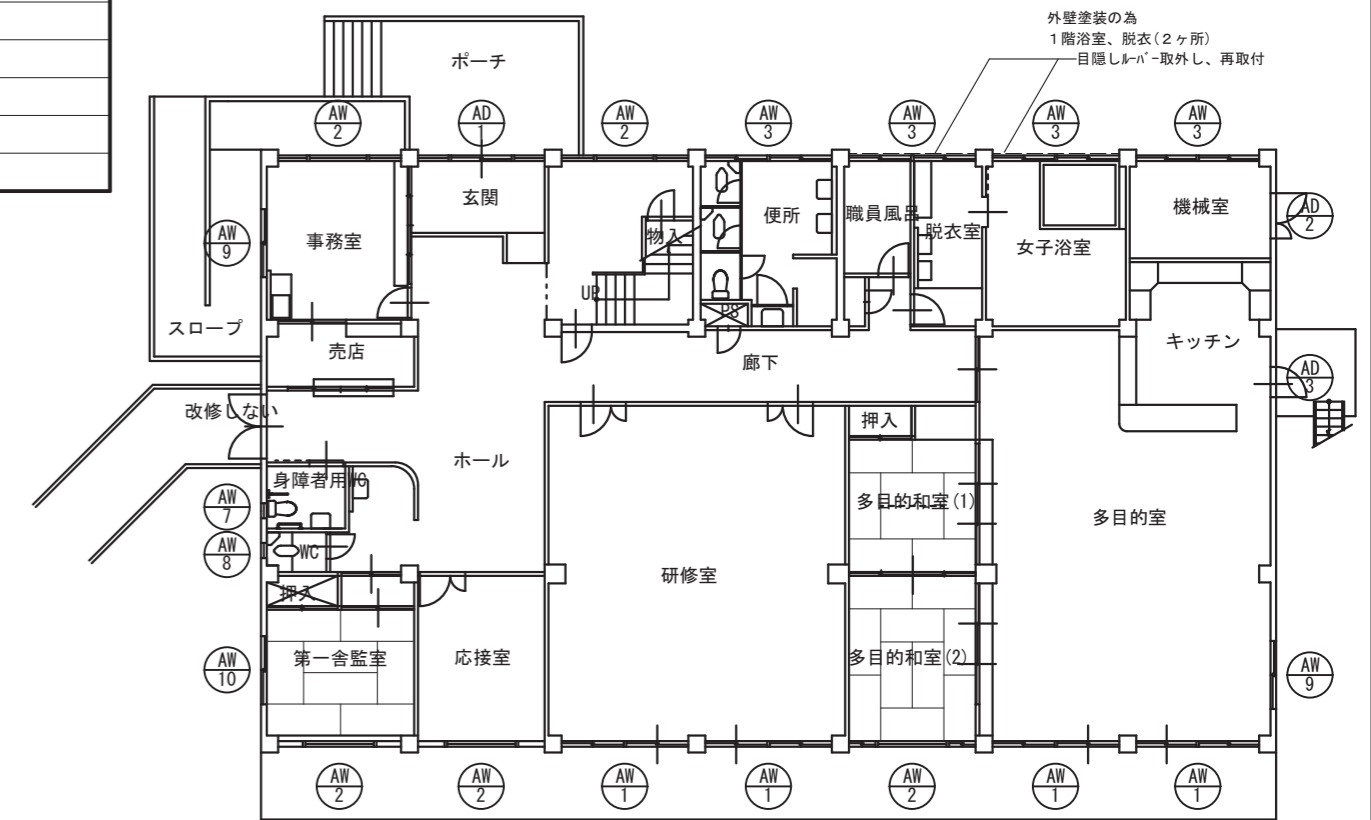 外壁塗装の為
1階浴室、脱衣(2ヶ所)
目隠しﾙｰﾊﾞｰ取外し、再取付
ポーチ
AW
2
AD
1
AW
2
AW
3
AW
3
AW
3
AW
3
玄関
事務室
物入
便所
職員風呂
脱衣室
女子浴室
機械室
AD
2
AW
9
UP
PS
スロープ
売店
廊下
キッチン
AD
3
改修しない
押入
ホール
身障者用WC
AW
7
多目的和室(1)
多目的室
AW
8
WC
研修室
押入
第一舎監室
応接室
多目的和室(2)
AW
10
AW
9
AW
2
AW
2
AW
1
AW
1
AW
2
AW
1
AW
1